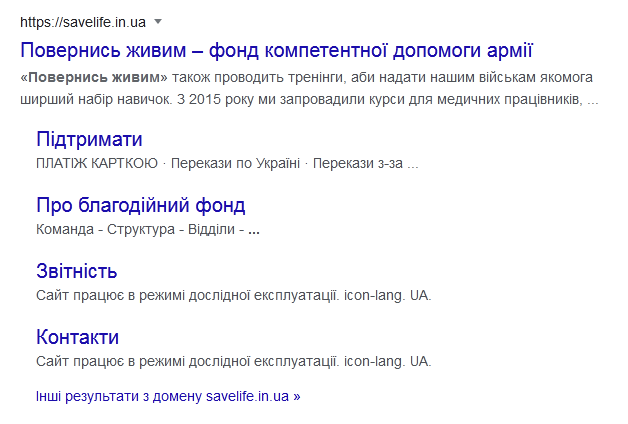 https://savelife.in.ua
Повернись живим – фонд компетентної допомоги армії
«Повернись живим» також проводить тренінги, аби надати нашим військам якомога
ширший набір навичок. З 2015 року ми запровадили курси для медичних працівників, ...
Підтримати
ПЛАТІЖ КАРТКОЮ · Перекази по Україні · Перекази з-за ...
Про благодійний фонд
Команда - Структура - Відділи - ...
Звітність
Сайт працює в режимі дослідної експлуатації. icon-lang. UA.
Контакти
Сайт працює в режимі дослідної експлуатації. icon-lang. UA.
Інші результати з домену savelife.in.ua »